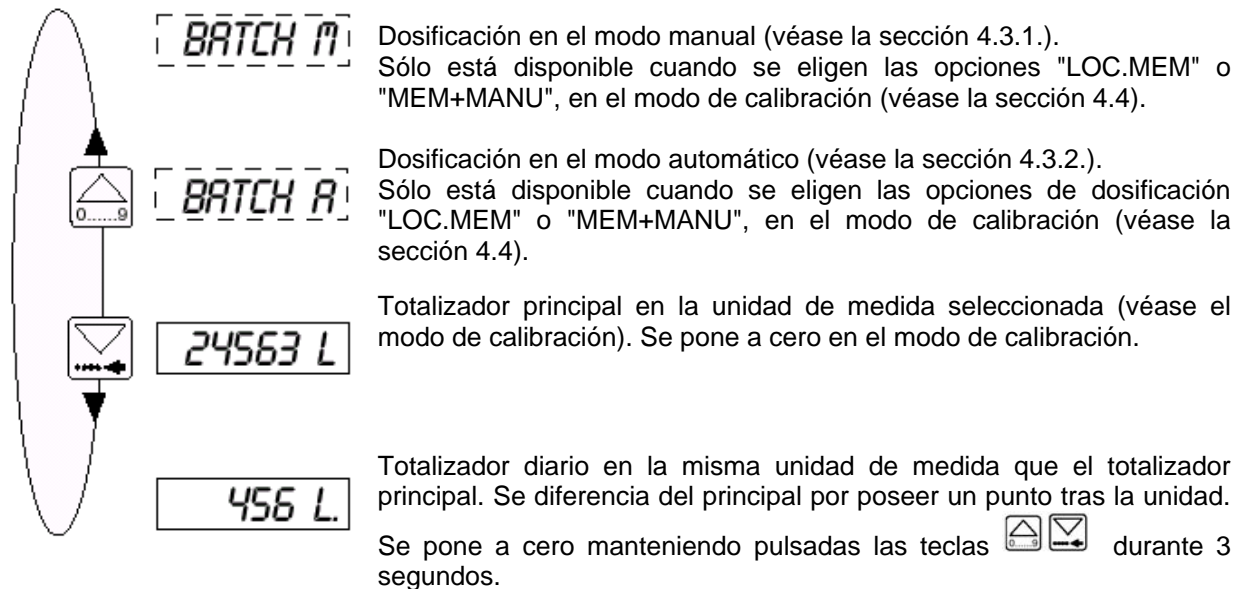 BATCH M
Dosificación en el modo manual (véase la sección 4.3.1.).
Sólo está disponible cuando se eligen las opciones "LOC.MEM" o
"MEM+MANU", en el modo de calibración (véase la sección 4.4).
0......9
BATCH A
Dosificación en el modo automático (véase la sección 4.3.2.).
Sólo está disponible cuando se eligen las opciones de dosificación
"LOC.MEM" o "MEM+MANU", en el modo de calibración (véase la
sección 4.4).
24563 L
Totalizador principal en la unidad de medida seleccionada (véase el
modo de calibración). Se pone a cero en el modo de calibración.
456 L.
Totalizador diario en la misma unidad de medida que el totalizador
principal. Se diferencia del principal por poseer un punto tras la unidad.
Se pone a cero manteniendo pulsadas las teclas 0......9 durante 3
segundos.